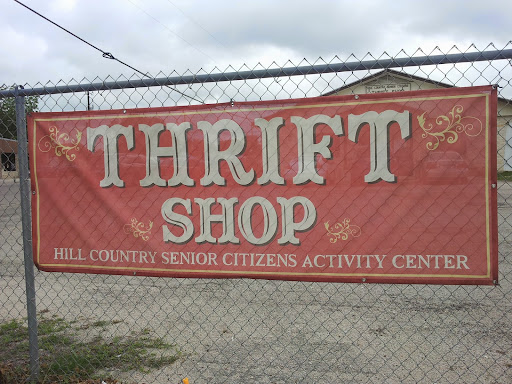 THRIFT
SHOP
HILL COUNTRY SENIOR CITIZENS ACTIVITY CENTER